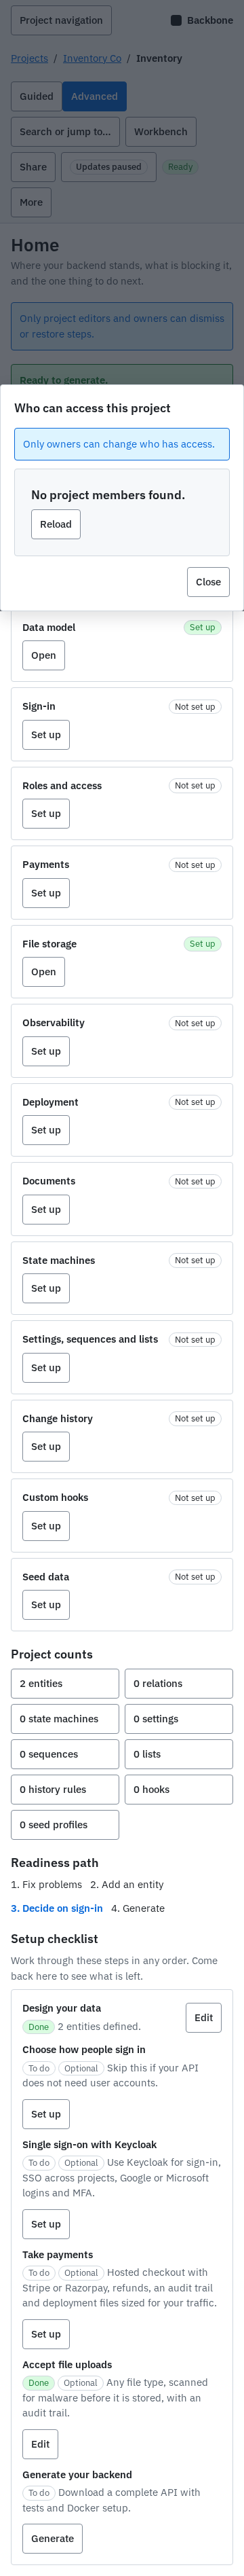 Project navigation
Backbone
Projects / Inventory Co / Inventory
Guided
Advanced
Search or jump to...
Workbench
Share
Updates paused
Ready
More
Home
Where your backend stands, what is blocking it,
and the one thing to do next.
Only project editors and owners can dismiss
or restore steps.
Ready to generate.
Who can access this project
Only owners can change who has access.
No project members found.
Reload
Close
Data model
Set up
Open
Sign-in
Not set up
Set up
Roles and access
Not set up
Set up
Payments
Not set up
Set up
File storage
Set up
Open
Observability
Not set up
Set up
Deployment
Not set up
Set up
Documents
Not set up
Set up
State machines
Not set up
Set up
Settings, sequences and lists
Not set up
Set up
Change history
Not set up
Set up
Custom hooks
Not set up
Set up
Seed data
Not set up
Set up
Project counts
2 entities
0 relations
0 state machines
0 settings
0 sequences
0 lists
0 history rules
0 hooks
0 seed profiles
Readiness path
1. Fix problems 2. Add an entity
3. Decide on sign-in 4. Generate
Setup checklist
Work through these steps in any order. Come
back here to see what is left.
Design your data
Done 2 entities defined.
Edit
Choose how people sign in
To do Optional Skip this if your API
does not need user accounts.
Set up
Single sign-on with Keycloak
To do Optional Use Keycloak for sign-in,
SSO across projects, Google or Microsoft
logins and MFA.
Set up
Take payments
To do Optional Hosted checkout with
Stripe or Razorpay, refunds, an audit trail
and deployment files sized for your traffic.
Set up
Accept file uploads
Done Optional Any file type, scanned
for malware before it is stored, with an
audit trail.
Edit
Generate your backend
To do Download a complete API with
tests and Docker setup.
Generate